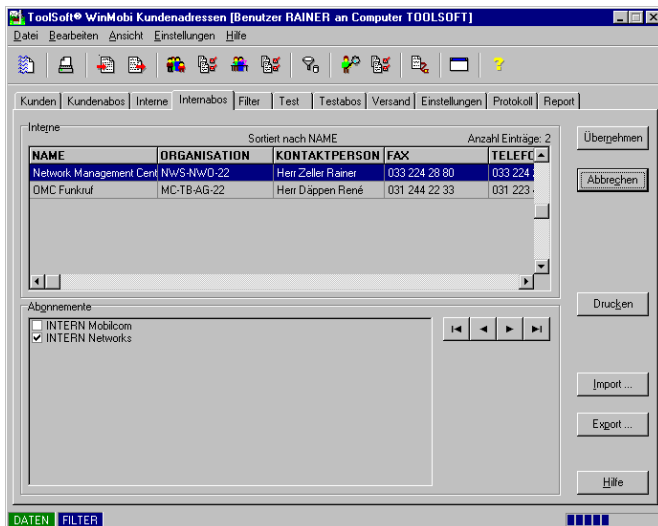 ToolSoft® WinMobi Kundenadressen [Benutzer RAINER an Computer TOOLSOFT]
Datei Bearbeiten Ansicht Einstellungen Hilfe
Kunden Kundenabos Interne Internabos Filter Test Testabos Versand Einstellungen Protokoll Report
Interne
Sortiert nach NAME Anzahl Einträge: 2
NAME ORGANISATION KONTAKTPERSON FAX TELEFC
Network Management Cent NWS-NWO-22 Herr Zeller Rainer 033 224 28 80 033 224
OMC Funkruf MC-TB-AG-22 Herr Däppen René 031 244 22 33 031 223
Übernehmen
Abbrechen
Abonnemente
INTERN Mobilcom
INTERN Networks
Drucken
Import ...
Export ...
Hilfe
DATEN FILTER